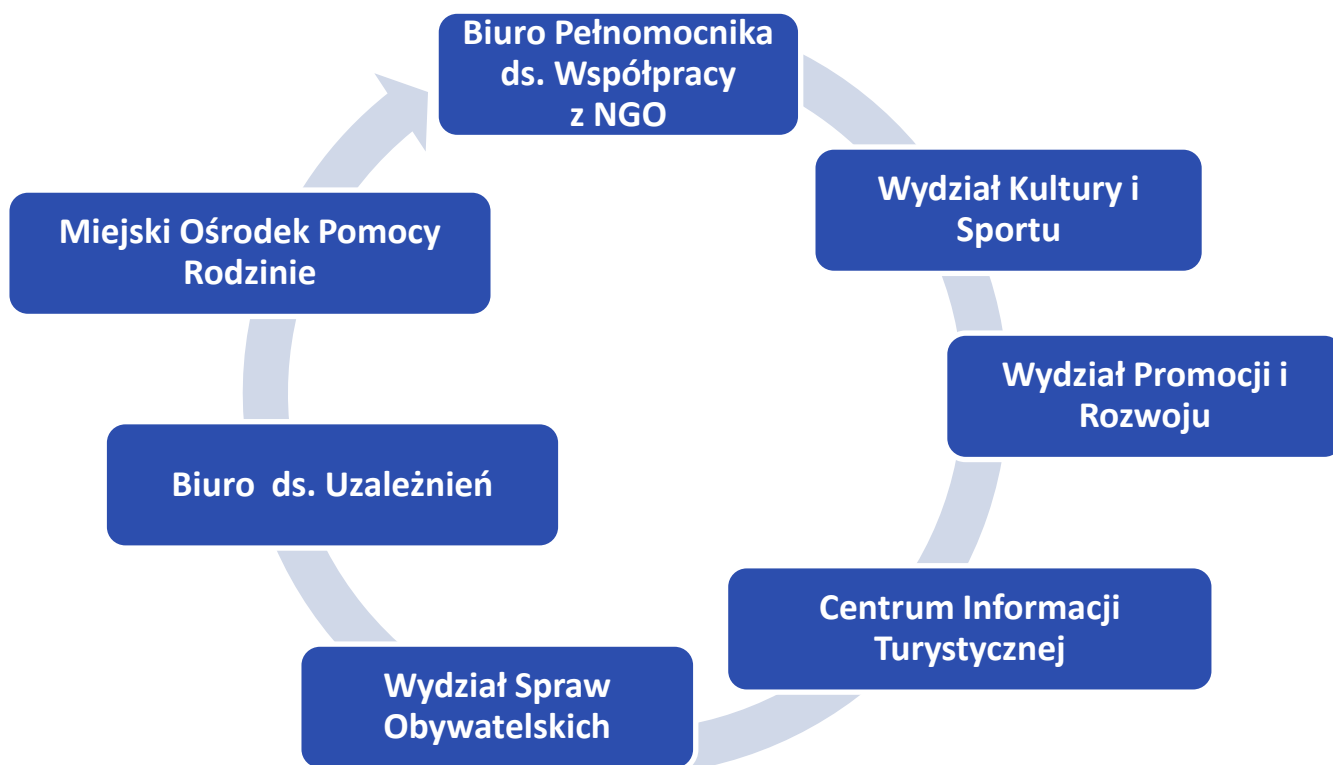 Biuro Pełnomocnika
ds. Współpracy
z NGO
Wydział Kultury i
Sportu
Wydział Promocji i
Rozwoju
Centrum Informacji
Turystycznej
Wydział Spraw
Obywatelskich
Biuro  ds. Uzależnień
Miejski Ośrodek Pomocy
Rodzinie